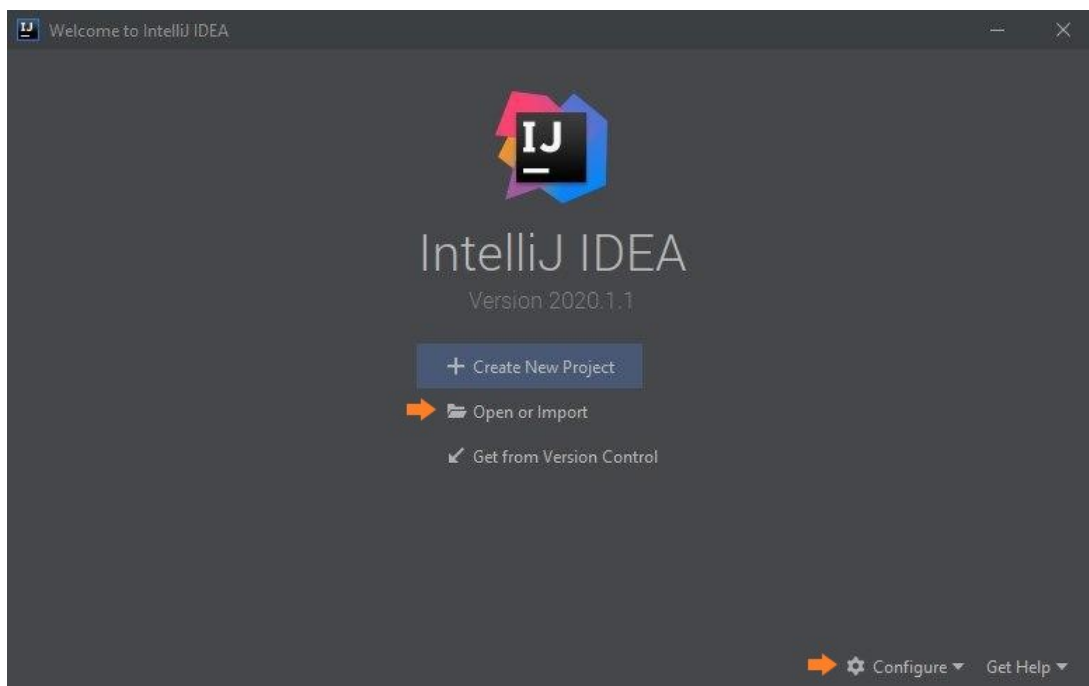 Welcome to IntelliJ IDEA
IJ
IntelliJ IDEA
Version 2020.1.1
Create New Project
Open or Import
Get from Version Control
Configure Get Help